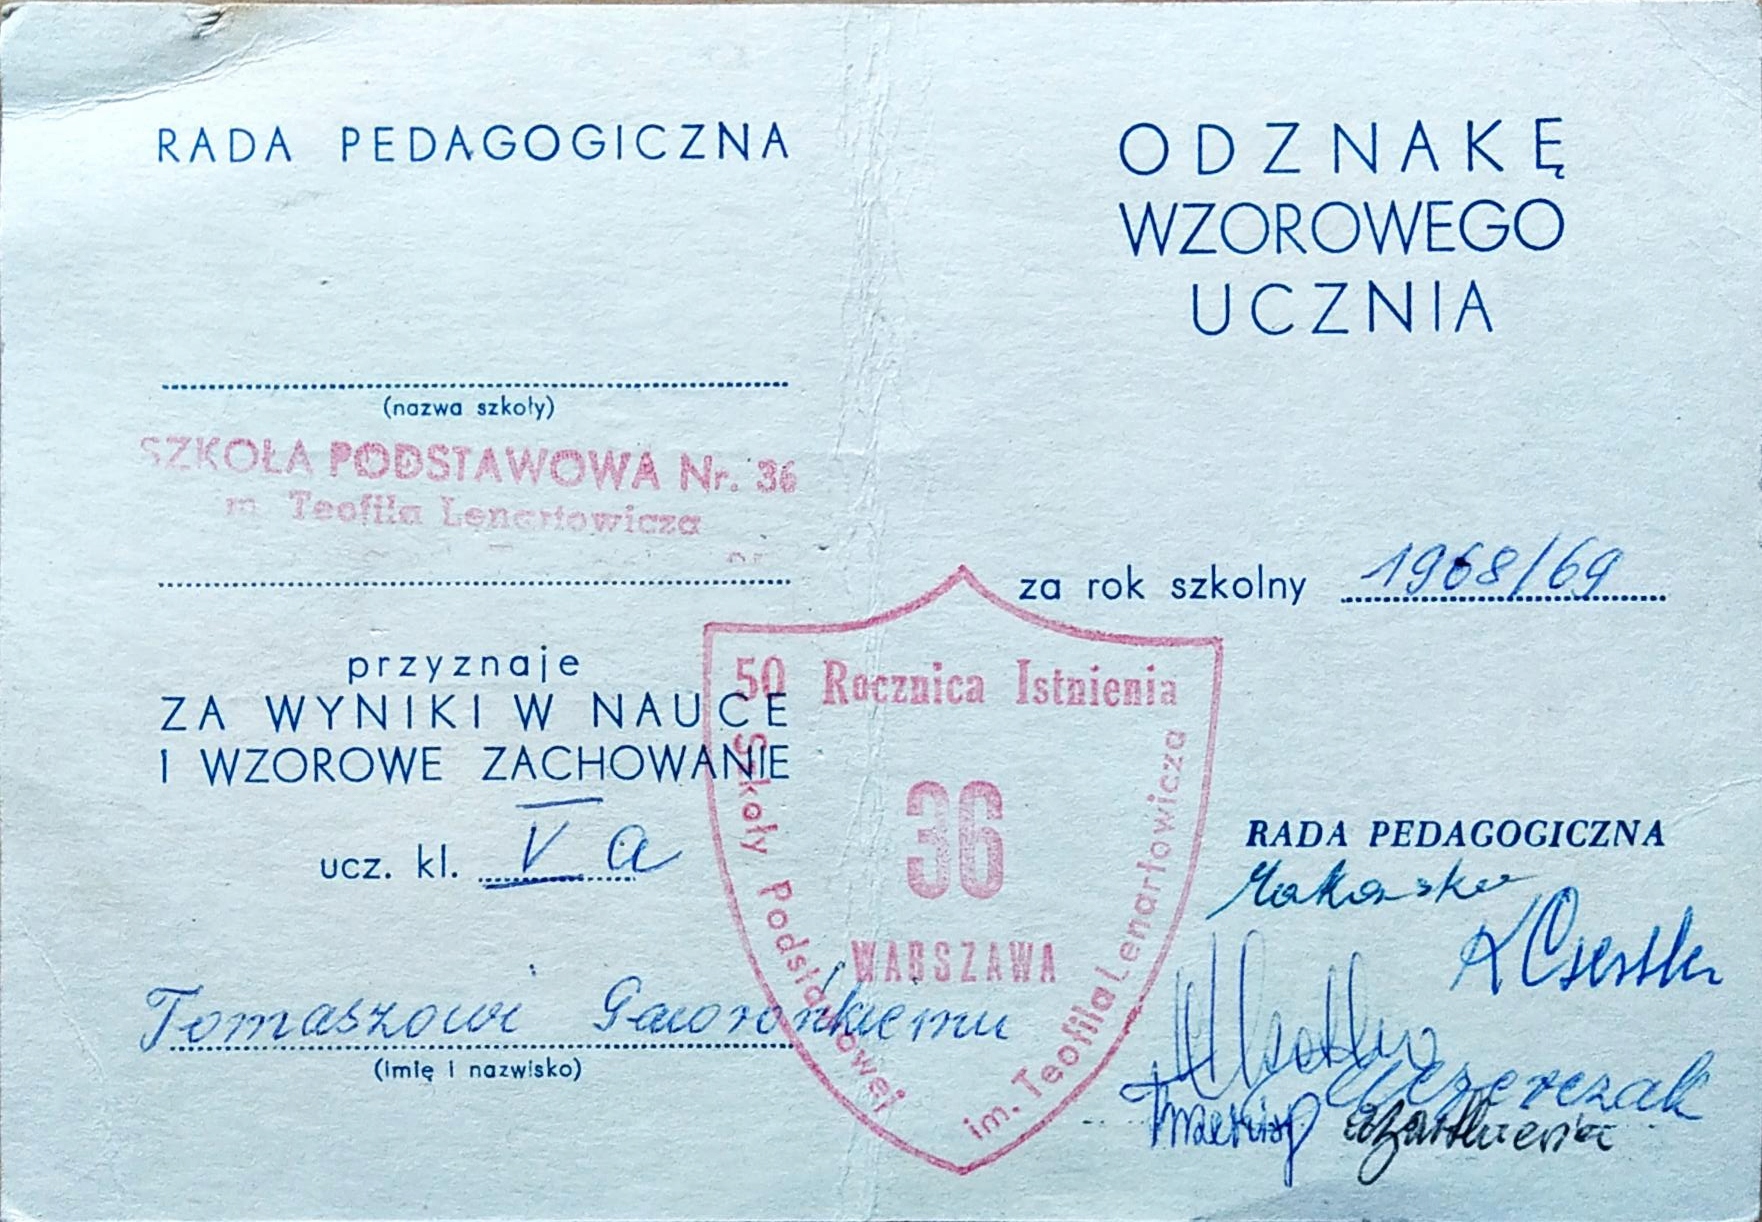 RADA PEDAGOGICZNA
(nazwa szkoły)
SZKOŁA PODSTAWOWA Nr. 36
m Teofila Lenartowicza
przyznaje
ZA WYNIKI W NAUCE
I WZOROWE ZACHOWANIE
ucz. kl. V a
Tomaszowi Gaworońkiemu
(imię i nazwisko)
ODZNAKĘ
WZOROWEGO
UCZNIA
za rok szkolny 1968/69
50 Rocznica Istnienia
Szkoły Podstawowej
im. Teofila Lenartowicza
36
WARSZAWA
RADA PEDAGOGICZNA